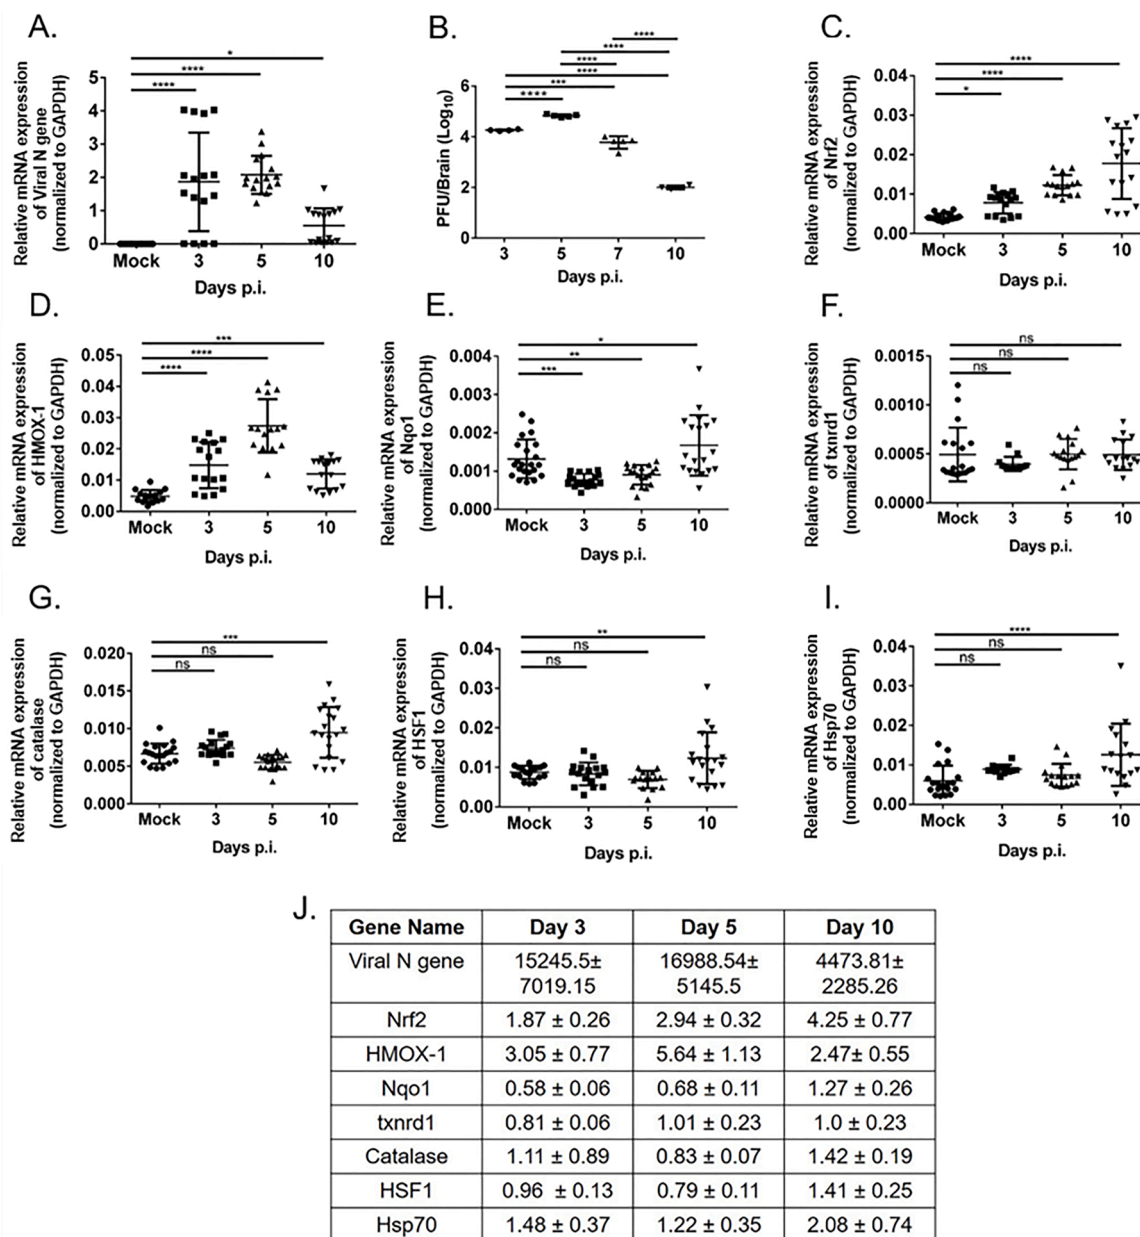 A.
Relative mRNA expression
of Viral N gene
(normalized to GAPDH)
*
****
****
5
4
3
2
1
0
Mock 3 5 10
Days p.i.
B.
PFU/Brain (Log10)
****
****
****
****
***
****
6
4
2
0
3 5 7 10
Days p.i.
C.
Relative mRNA expression
of Nrf2
(normalized to GAPDH)
****
****
*
0.04
0.03
0.02
0.01
0.00
Mock 3 5 10
Days p.i.
D.
Relative mRNA expression
of HMOX-1
(normalized to GAPDH)
***
****
****
0.05
0.04
0.03
0.02
0.01
0.00
Mock 3 5 10
Days p.i.
E.
Relative mRNA expression
of Nqo1
(normalized to GAPDH)
*
**
***
0.004
0.003
0.002
0.001
0.000
Mock 3 5 10
Days p.i.
F.
Relative mRNA expression
of txnrd1
(normalized to GAPDH)
ns
ns
ns
0.0015
0.0010
0.0005
0.0000
Mock 3 5 10
Days p.i.
G.
Relative mRNA expression
of catalase
(normalized to GAPDH)
***
ns
ns
0.020
0.015
0.010
0.005
0.000
Mock 3 5 10
Days p.i.
H.
Relative mRNA expression
of HSF1
(normalized to GAPDH)
**
ns
ns
0.04
0.03
0.02
0.01
0.00
Mock 3 5 10
Days p.i.
I.
Relative mRNA expression
of Hsp70
(normalized to GAPDH)
****
ns
ns
0.04
0.03
0.02
0.01
0.00
Mock 3 5 10
Days p.i.
J.
Gene Name Day 3 Day 5 Day 10
Viral N gene 15245.5± 16988.54± 4473.81±
7019.15 5145.5 2285.26
Nrf2 1.87 ± 0.26 2.94 ± 0.32 4.25 ± 0.77
HMOX-1 3.05 ± 0.77 5.64 ± 1.13 2.47± 0.55
Nqo1 0.58 ± 0.06 0.68 ± 0.11 1.27 ± 0.26
txnrd1 0.81 ± 0.06 1.01 ± 0.23 1.0 ± 0.23
Catalase 1.11 ± 0.89 0.83 ± 0.07 1.42 ± 0.19
HSF1 0.96 ± 0.13 0.79 ± 0.11 1.41 ± 0.25
Hsp70 1.48 ± 0.37 1.22 ± 0.35 2.08 ± 0.74